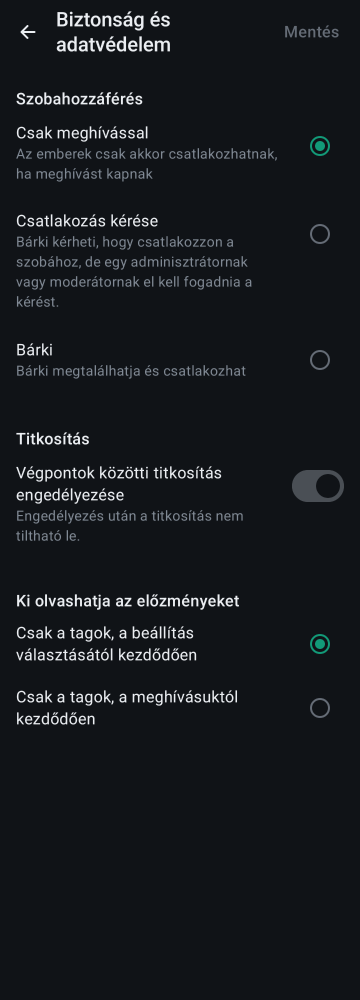 Biztonság és
adatvédelem
Mentés
Szobahozzáférés
Csak meghívással
Az emberek csak akkor csatlakozhatnak,
ha meghívást kapnak
Csatlakozás kérése
Bárki kérheti, hogy csatlakozzon a
szobához, de egy adminisztrátornak
vagy moderátornak el kell fogadnia a
kérést.
Bárki
Bárki megtalálhatja és csatlakozhat
Titkosítás
Végpontok közötti titkosítás
engedélyezése
Engedélyezés után a titkosítás nem
tiltható le.
Ki olvashatja az előzményeket
Csak a tagok, a beállítás
választásától kezdődően
Csak a tagok, a meghívásuktól
kezdődően